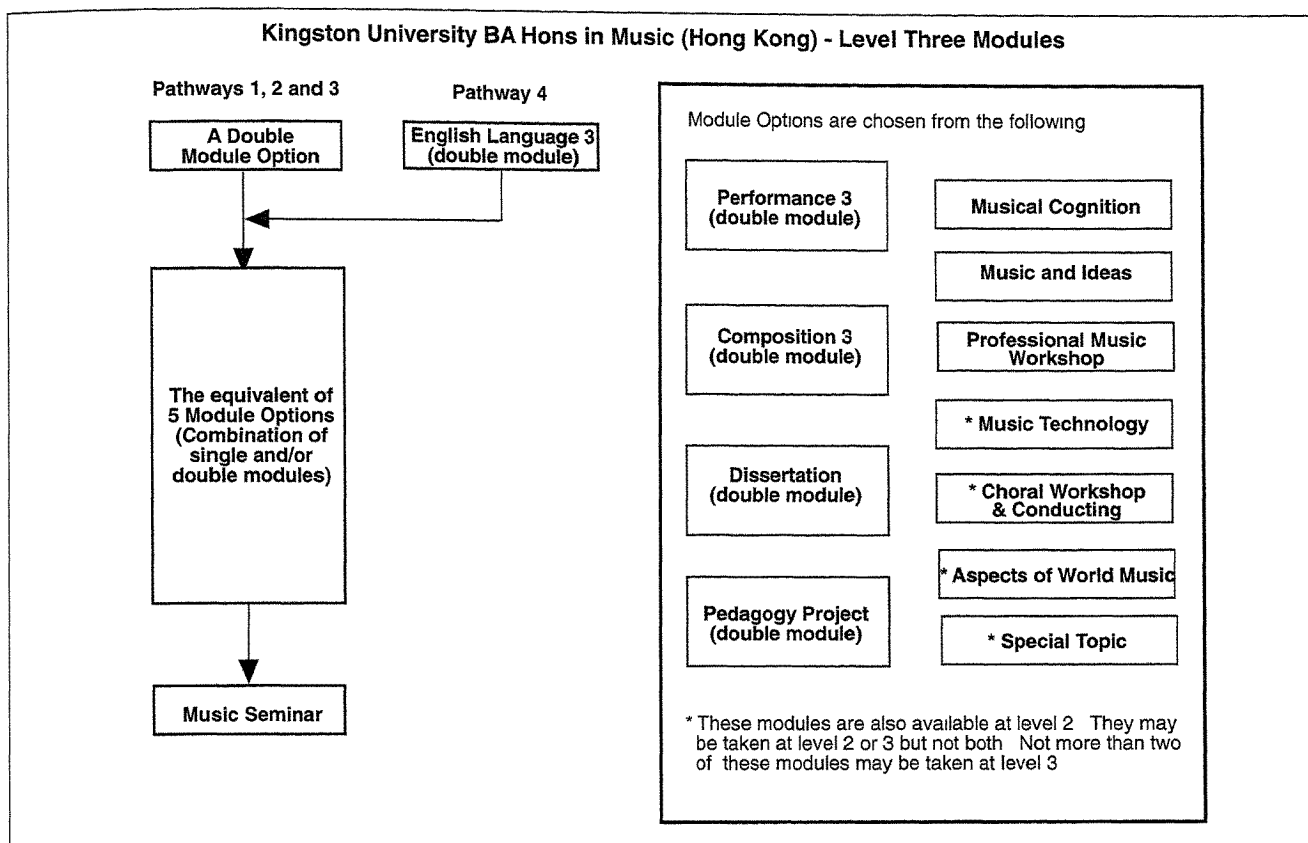 Kingston University BA Hons in Music (Hong Kong) - Level Three Modules
Pathways 1, 2 and 3
Pathway 4
A Double
Module Option
English Language 3
(double module)
The equivalent of
5 Module Options
(Combination of
single and/or
double modules)
Music Seminar
Module Options are chosen from the following
Performance 3
(double module)
Composition 3
(double module)
Dissertation
(double module)
Pedagogy Project
(double module)
Musical Cognition
Music and Ideas
Professional Music
Workshop
* Music Technology
* Choral Workshop
& Conducting
* Aspects of World Music
* Special Topic
* These modules are also available at level 2 They may
be taken at level 2 or 3 but not both Not more than two
of these modules may be taken at level 3